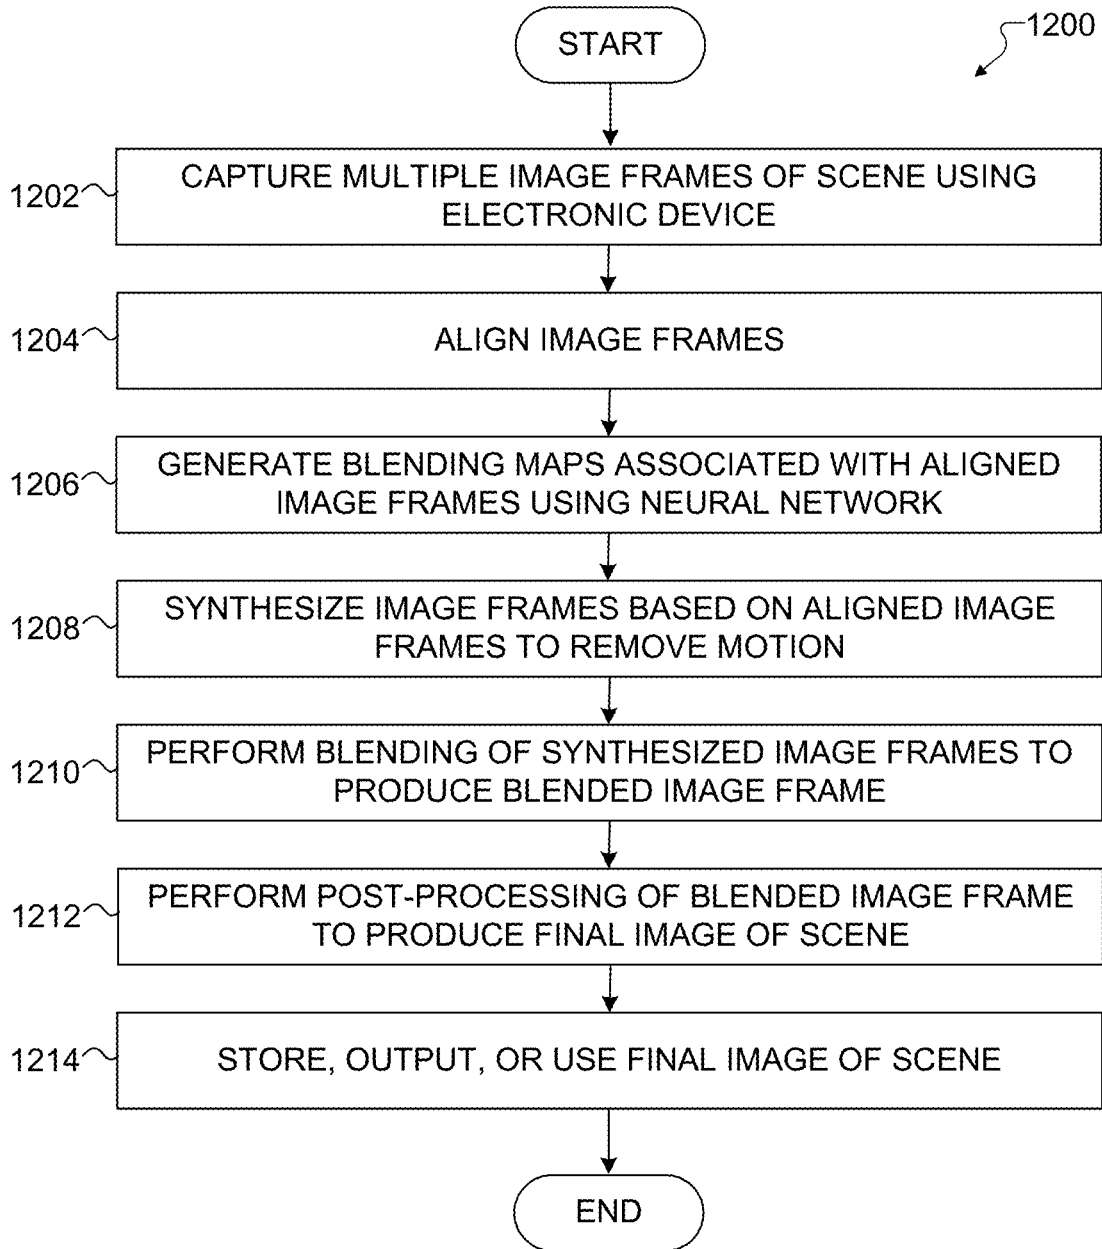 START
1200
1202
CAPTURE MULTIPLE IMAGE FRAMES OF SCENE USING
ELECTRONIC DEVICE
1204
ALIGN IMAGE FRAMES
1206
GENERATE BLENDING MAPS ASSOCIATED WITH ALIGNED
IMAGE FRAMES USING NEURAL NETWORK
1208
SYNTHESIZE IMAGE FRAMES BASED ON ALIGNED IMAGE
FRAMES TO REMOVE MOTION
1210
PERFORM BLENDING OF SYNTHESIZED IMAGE FRAMES TO
PRODUCE BLENDED IMAGE FRAME
1212
PERFORM POST-PROCESSING OF BLENDED IMAGE FRAME
TO PRODUCE FINAL IMAGE OF SCENE
1214
STORE, OUTPUT, OR USE FINAL IMAGE OF SCENE
END